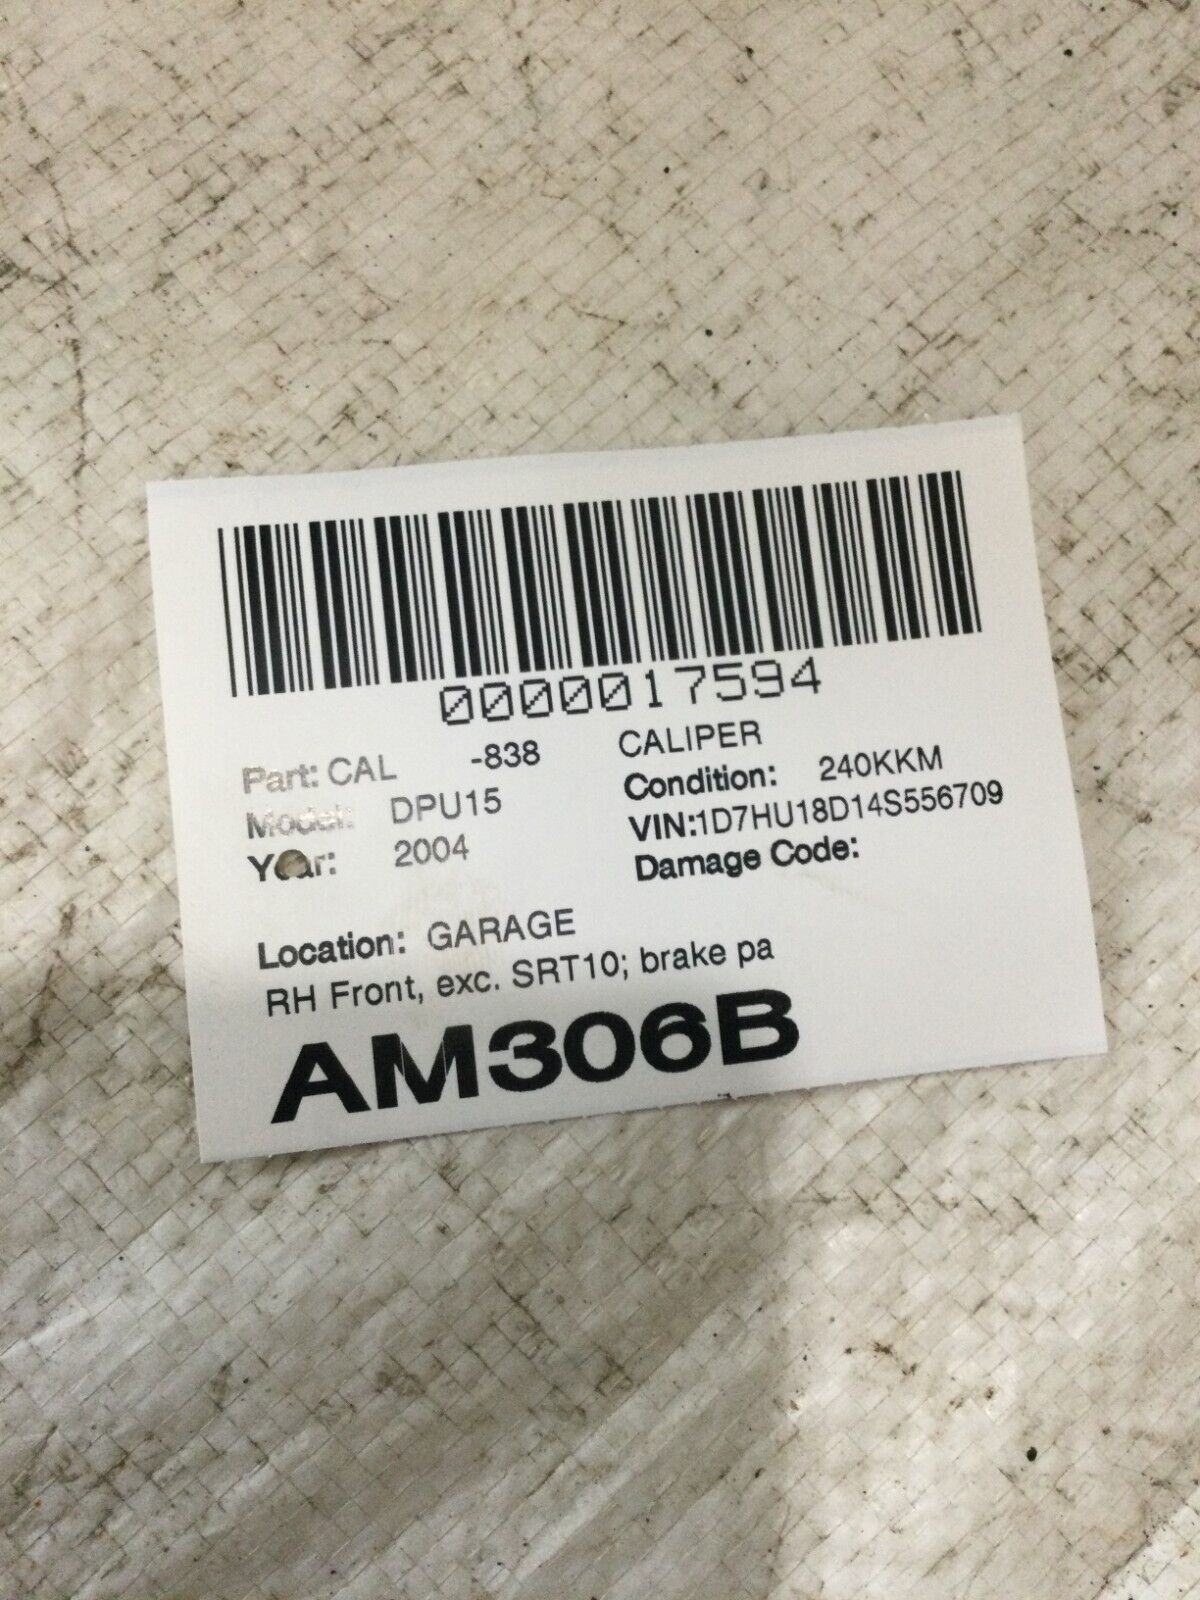 0000017594
Part: CAL -838 CALIPER
Model: DPU15 Condition: 240KKM
Year: 2004 VIN:1D7HU18D14S556709
Damage Code:
Location: GARAGE
RH Front, exc. SRT10; brake pa
AM306B